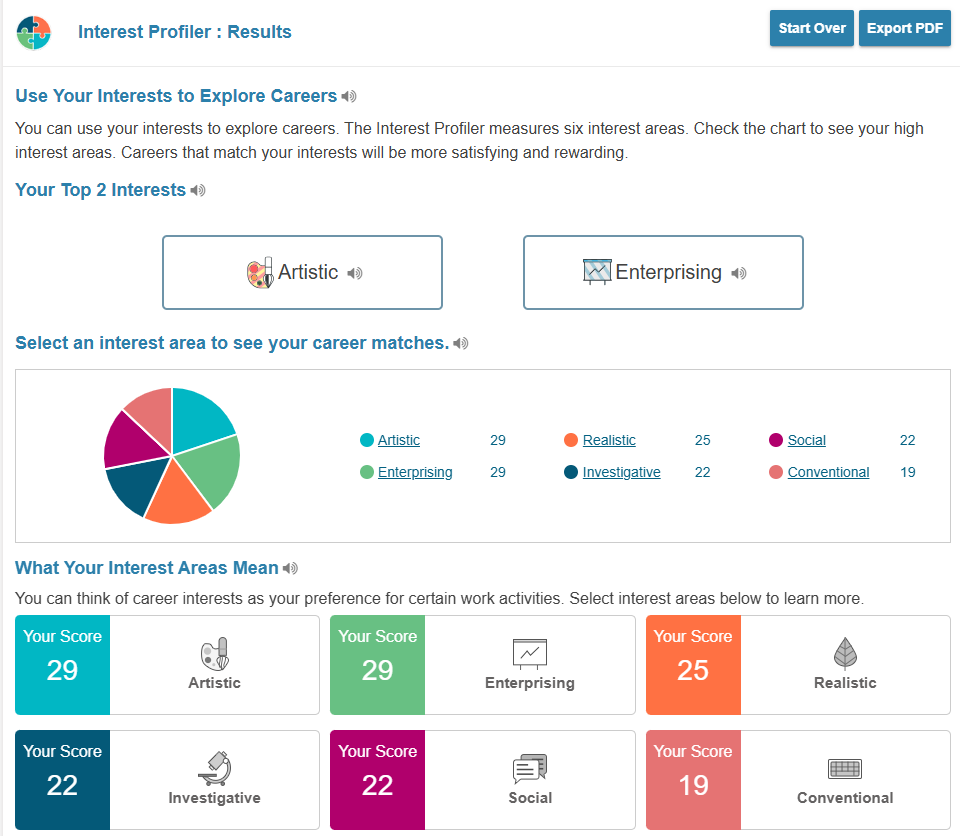 Interest Profiler : Results
Start Over
Export PDF
Use Your Interests to Explore Careers
You can use your interests to explore careers. The Interest Profiler measures six interest areas. Check the chart to see your high
interest areas. Careers that match your interests will be more satisfying and rewarding.
Your Top 2 Interests
Artistic
Enterprising
Select an interest area to see your career matches.
Artistic 29
Realistic 25
Social 22
Enterprising 29
Investigative 22
Conventional 19
What Your Interest Areas Mean
You can think of career interests as your preference for certain work activities. Select interest areas below to learn more.
Your Score
29
Artistic
Your Score
29
Enterprising
Your Score
25
Realistic
Your Score
22
Investigative
Your Score
22
Social
Your Score
19
Conventional